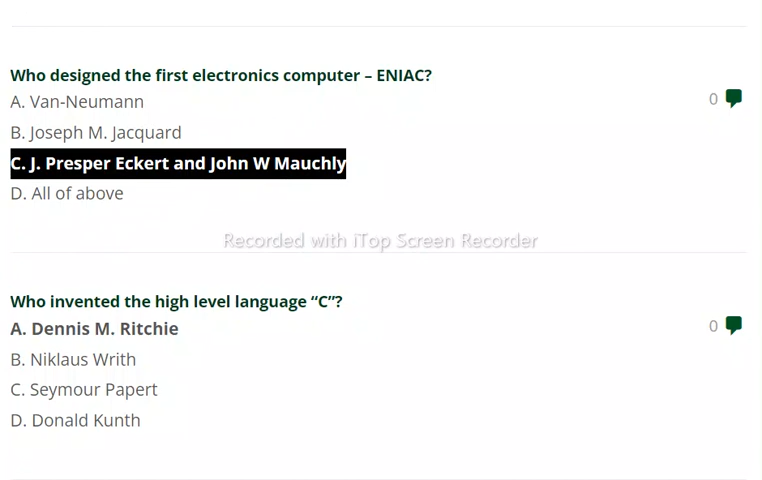 Who designed the first electronics computer – ENIAC?
A. Van-Neumann
0
B. Joseph M. Jacquard
C. J. Presper Eckert and John W Mauchly
D. All of above
Recorded with iTop Screen Recorder
Who invented the high level language “C”?
A. Dennis M. Ritchie
0
B. Niklaus Writh
C. Seymour Papert
D. Donald Kunth